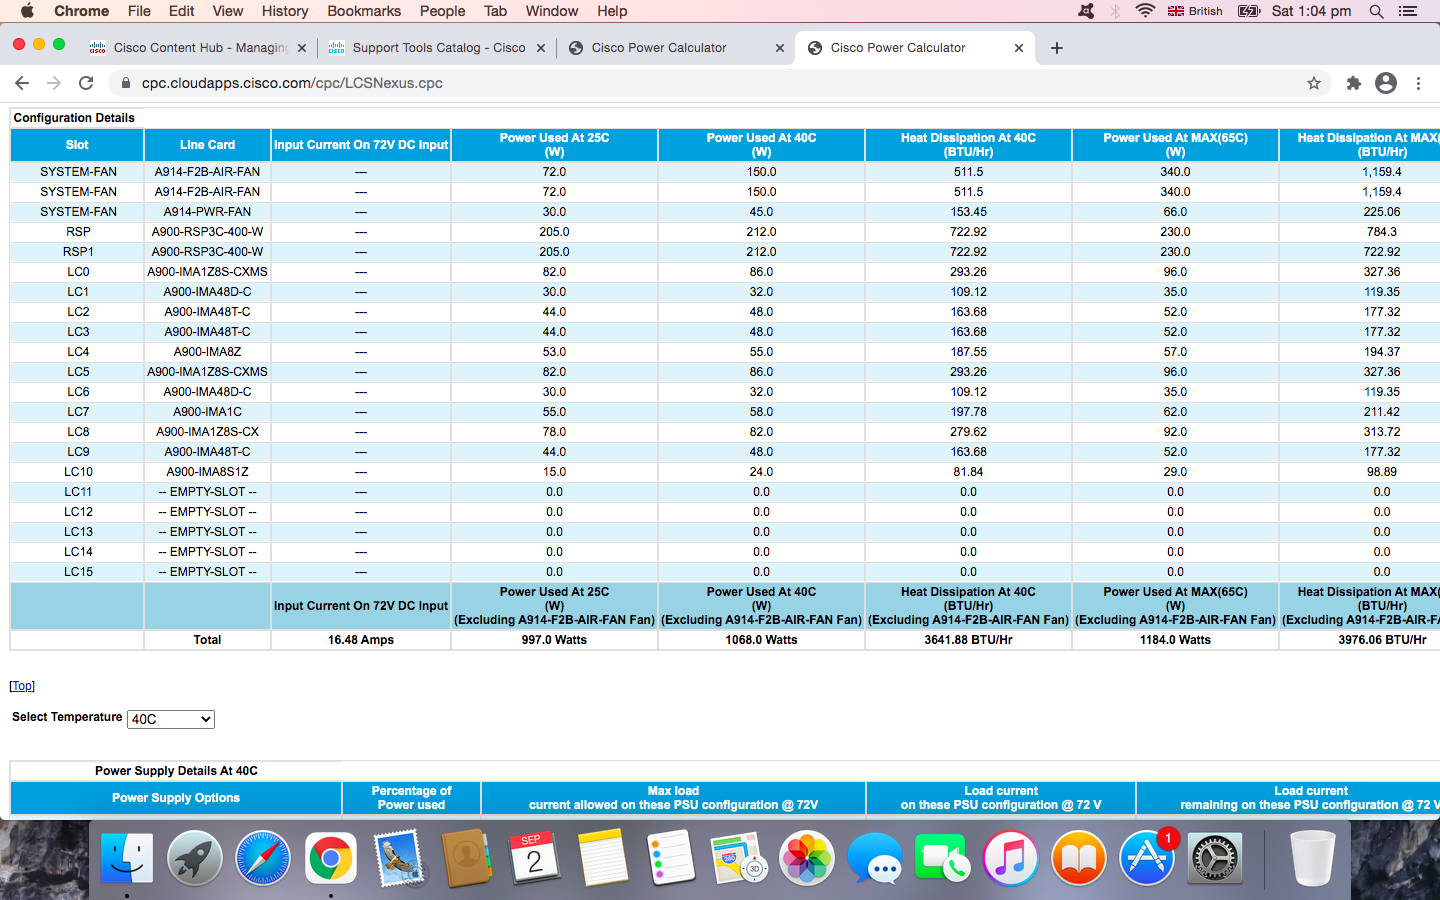 Chrome File Edit View History Bookmarks People Tab Window Help British Sat 1:04 pm
Cisco Content Hub - Managing Support Tools Catalog - Cisco Cisco Power Calculator Cisco Power Calculator
cpc.cloudapps.cisco.com/cpc/LCSNexus.cpc
Configuration Details
Slot Line Card Input Current On 72V DC Input Power Used At 25C (W) Power Used At 40C (W) Heat Dissipation At 40C (BTU/Hr) Power Used At MAX(65C) (W) Heat Dissipation At MAX( (BTU/Hr)
SYSTEM-FAN A914-F2B-AIR-FAN --- 72.0 150.0 511.5 340.0 1,159.4
SYSTEM-FAN A914-F2B-AIR-FAN --- 72.0 150.0 511.5 340.0 1,159.4
SYSTEM-FAN A914-PWR-FAN --- 30.0 45.0 153.45 66.0 225.06
RSP A900-RSP3C-400-W --- 205.0 212.0 722.92 230.0 784.3
RSP1 A900-RSP3C-400-W --- 205.0 212.0 722.92 230.0 722.92
LC0 A900-IMA1Z8S-CXMS --- 82.0 86.0 293.26 96.0 327.36
LC1 A900-IMA48D-C --- 30.0 32.0 109.12 35.0 119.35
LC2 A900-IMA48T-C --- 44.0 48.0 163.68 52.0 177.32
LC3 A900-IMA48T-C --- 44.0 48.0 163.68 52.0 177.32
LC4 A900-IMA8Z --- 53.0 55.0 187.55 57.0 194.37
LC5 A900-IMA1Z8S-CXMS --- 82.0 86.0 293.26 96.0 327.36
LC6 A900-IMA48D-C --- 30.0 32.0 109.12 35.0 119.35
LC7 A900-IMA1C --- 55.0 58.0 197.78 62.0 211.42
LC8 A900-IMA1Z8S-CX --- 78.0 82.0 279.62 92.0 313.72
LC9 A900-IMA48T-C --- 44.0 48.0 163.68 52.0 177.32
LC10 A900-IMA8S1Z --- 15.0 24.0 81.84 29.0 98.89
LC11 -- EMPTY-SLOT -- --- 0.0 0.0 0.0 0.0 0.0
LC12 -- EMPTY-SLOT -- --- 0.0 0.0 0.0 0.0 0.0
LC13 -- EMPTY-SLOT -- --- 0.0 0.0 0.0 0.0 0.0
LC14 -- EMPTY-SLOT -- --- 0.0 0.0 0.0 0.0 0.0
LC15 -- EMPTY-SLOT -- --- 0.0 0.0 0.0 0.0 0.0
Input Current On 72V DC Input Power Used At 25C (W) (Excluding A914-F2B-AIR-FAN Fan) Power Used At 40C (W) (Excluding A914-F2B-AIR-FAN Fan) Heat Dissipation At 40C (BTU/Hr) (Excluding A914-F2B-AIR-FAN Fan) Power Used At MAX(65C) (W) (Excluding A914-F2B-AIR-FAN Fan) Heat Dissipation At MAX( (BTU/Hr) (Excluding A914-F2B-AIR-FA
Total 16.48 Amps 997.0 Watts 1068.0 Watts 3641.88 BTU/Hr 1184.0 Watts 3976.06 BTU/Hr
[Top]
Select Temperature 40C
Power Supply Details At 40C
Power Supply Options Percentage of Power used Max load current allowed on these PSU configuration @ 72V Load current on these PSU configuration @ 72 V Load current remaining on these PSU configuration @ 72 V
SEP
2
280
3D
1